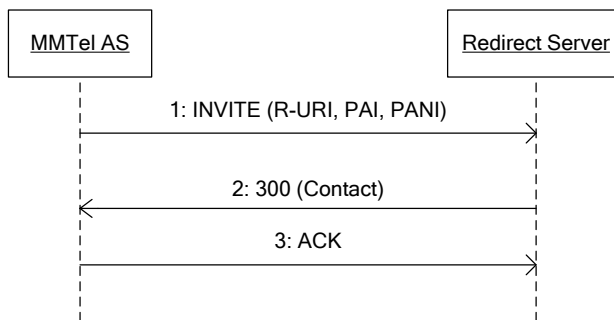 MMTel AS
Redirect Server
1: INVITE (R-URI, PAI, PANI)
2: 300 (Contact)
3: ACK